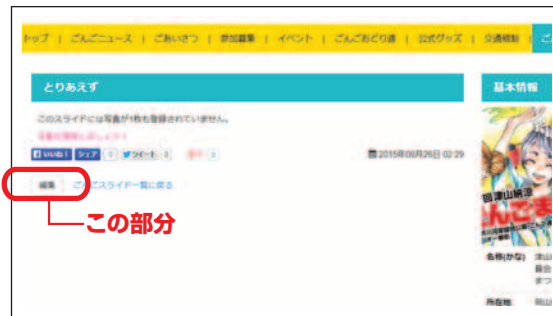 トップ | ごんごニュース | ごあいさつ | 参加募集 | イベント | ごんごおどり連 | 公式グッズ | 交通規制
とりあえず
基本情報
このスライドには写真が1枚も登録されていません。
いいね! シェア 0 ツイート 0
2015年08月26日 02:29
編集 ごんごスライド一覧に戻る
この部分
名称(かな)
所在地